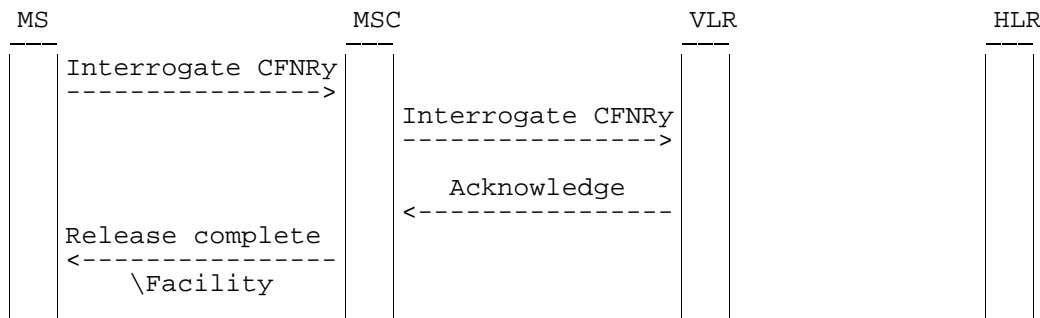 MS MSC VLR HLR
Interrogate CFNRy
---------------->
Interrogate CFNRy
---------------->
Acknowledge
<----------------
Release complete
<----------------
\Facility